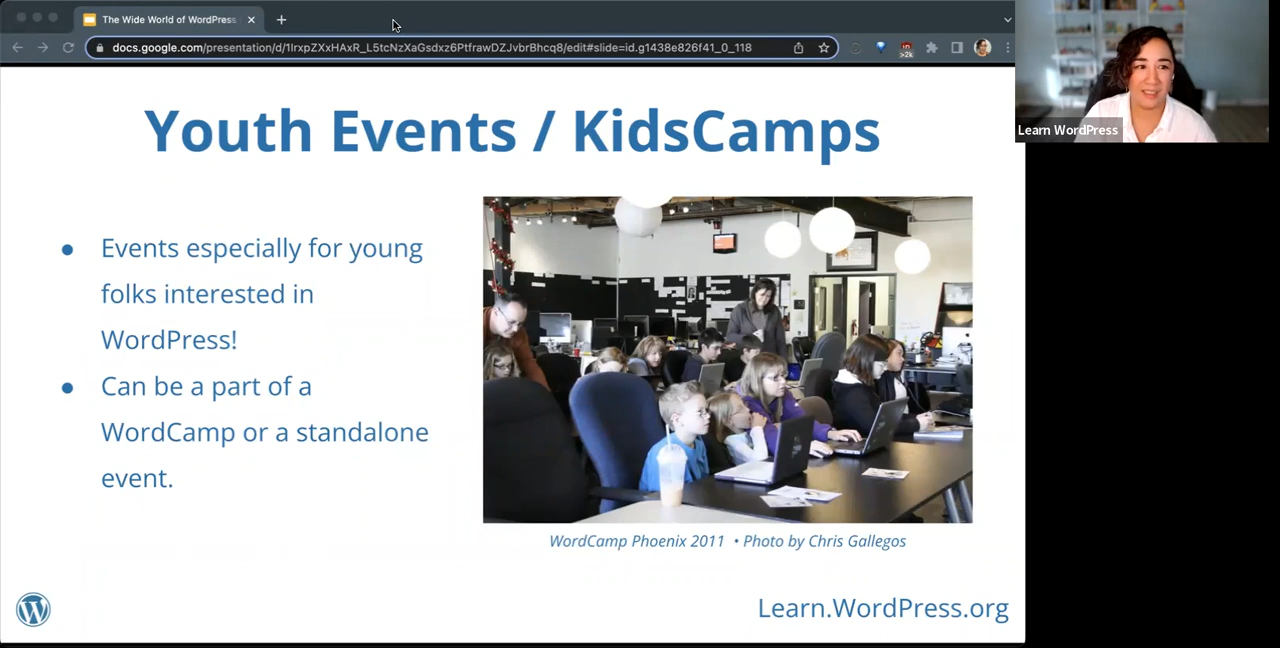 The Wide World of WordPress
docs.google.com/presentation/d/1IrxpZXxHAxR_L5tcNzXaGsdxz6PtfrawDZJvbrBhcq8/edit#slide=id.g1438e826f41_0_118
>2k
Learn WordPress
Youth Events / KidsCamps
● Events especially for young
folks interested in
WordPress!
● Can be a part of a
WordCamp or a standalone
event.
WordCamp Phoenix 2011 • Photo by Chris Gallegos
Learn.WordPress.org